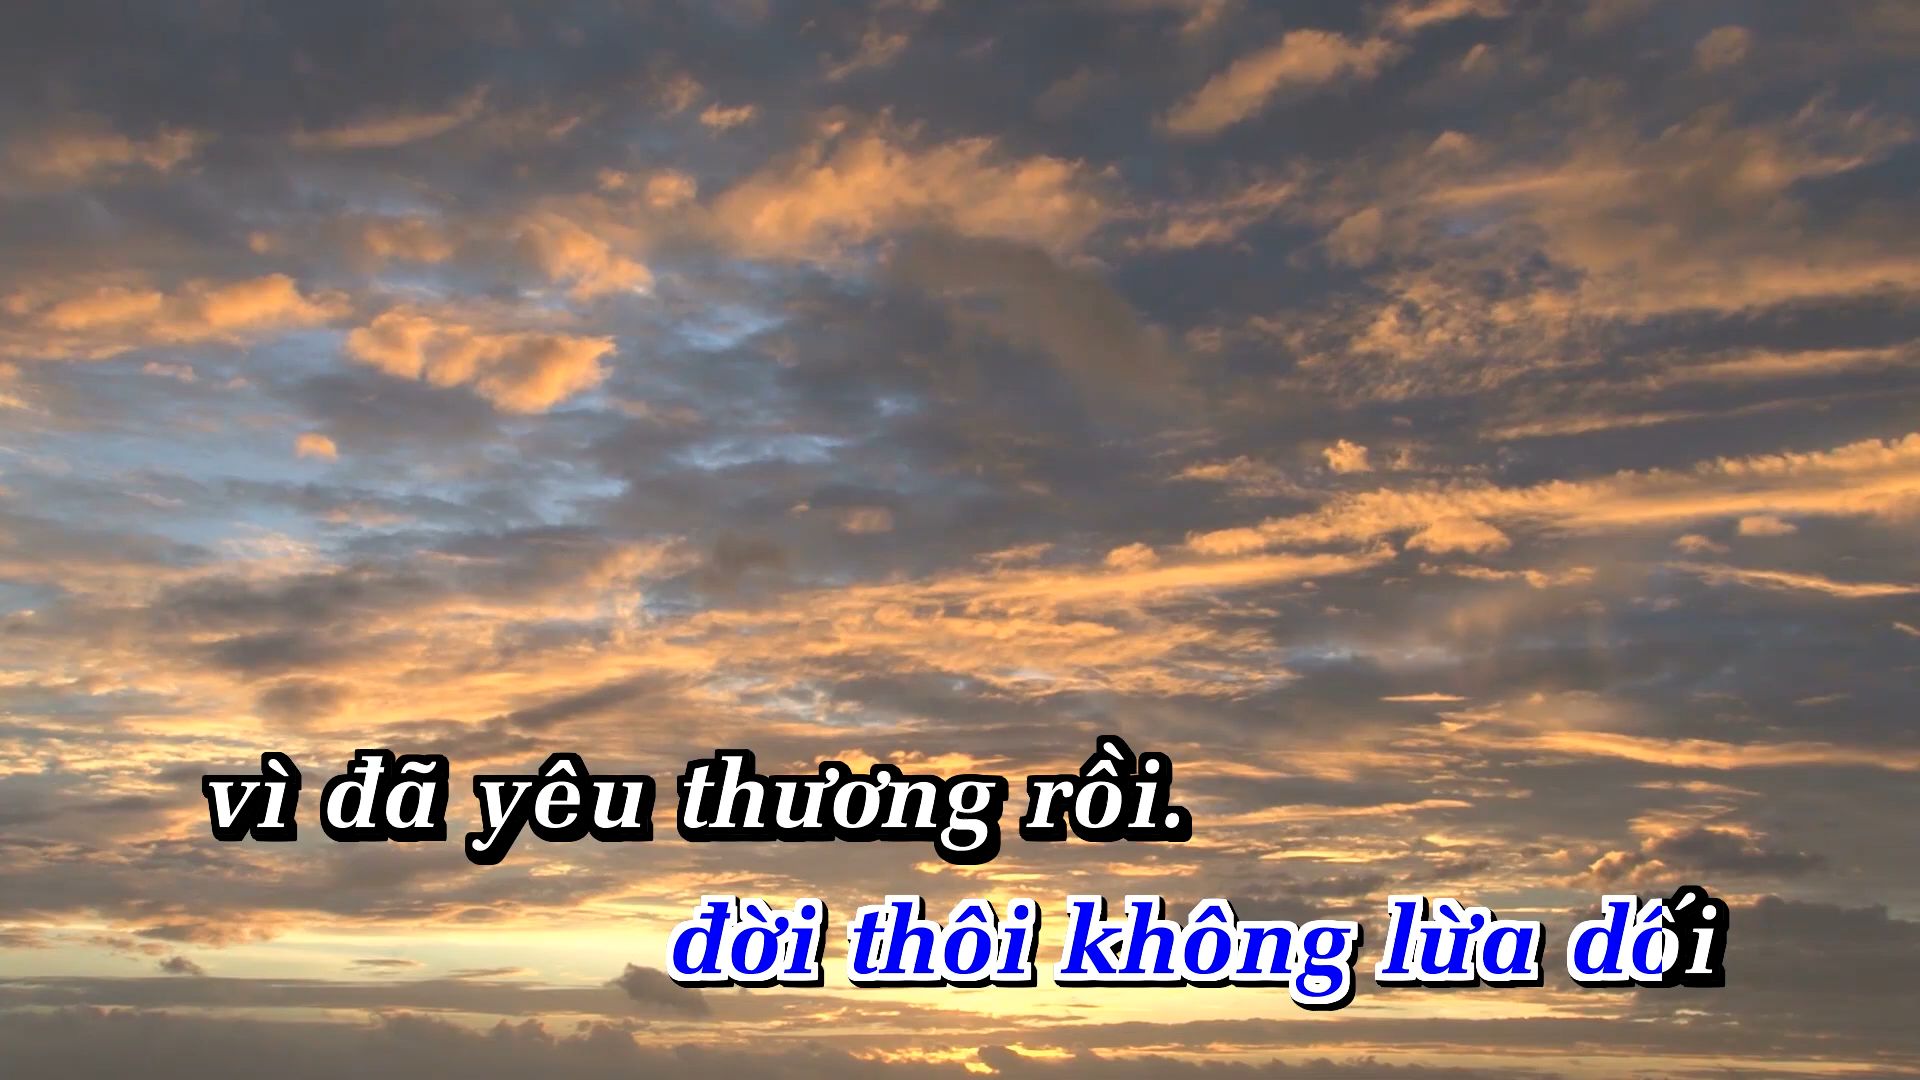 vì đã yêu thương rồi.
đời thôi không lừa dối